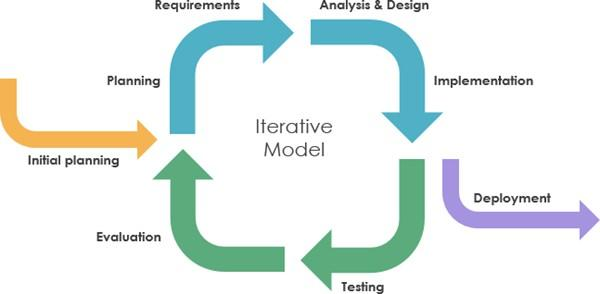 Requirements
Analysis & Design
Planning
Implementation
Iterative
Model
Initial planning
Deployment
Evaluation
Testing